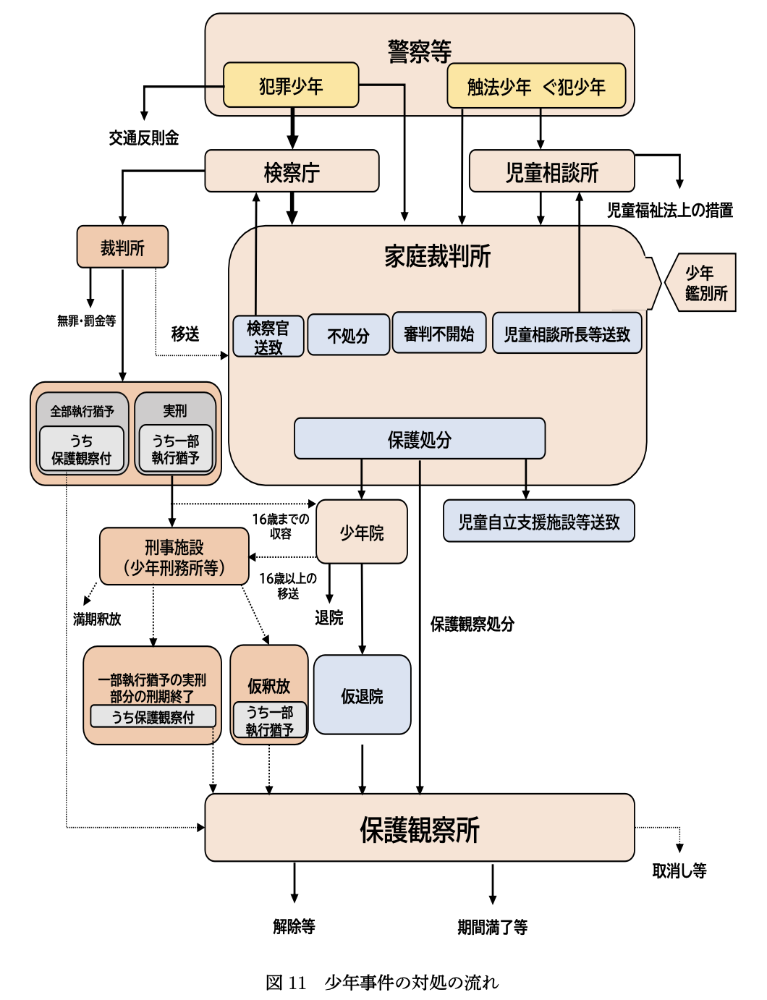 警察等
犯罪少年
触法少年　ぐ犯少年
交通反則金
検察庁
児童相談所
児童福祉法上の措置
裁判所
家庭裁判所
少年
鑑別所
無罪・罰金等
移送
検察官
送致
不処分
審判不開始
児童相談所長等送致
全部執行猶予
うち
保護観察付
実刑
うち一部
執行猶予
保護処分
16歳までの
収容
少年院
児童自立支援施設等送致
刑事施設
（少年刑務所等）
16歳以上の
移送
満期釈放
退院
保護観察処分
一部執行猶予の実刑
部分の刑期終了
うち保護観察付
仮釈放
うち一部
執行猶予
仮退院
保護観察所
取消し等
解除等
期間満了等
図 11　少年事件の対処の流れ